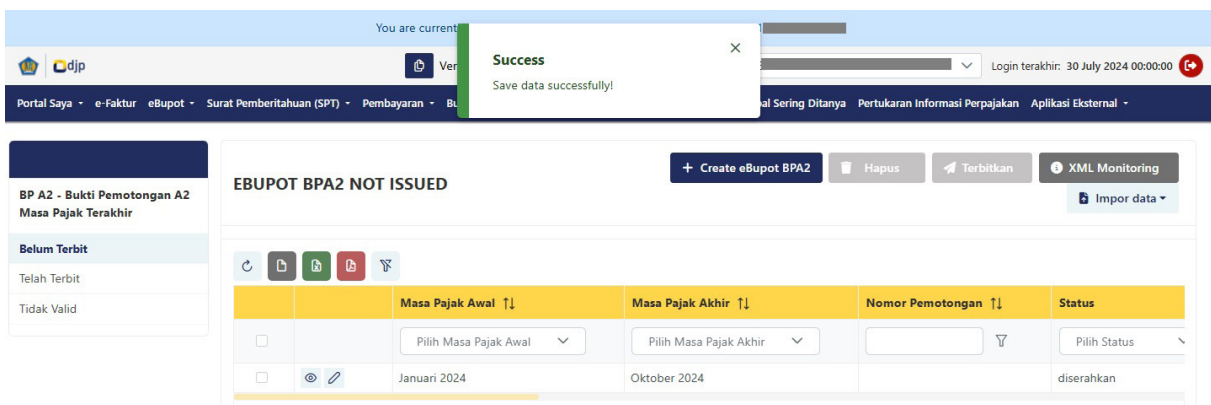 You are current
Success
Save data successfully!
djp
Ver
Login terakhir: 30 July 2024 00:00:00
Portal Saya e-Faktur eBupot Surat Pemberitahuan (SPT) Pembayaran Bu al Sering Ditanya Pertukaran Informasi Perpajakan Aplikasi Eksternal
BP A2 - Bukti Pemotongan A2
Masa Pajak Terakhir
Belum Terbit
Telah Terbit
Tidak Valid
EBUPOT BPA2 NOT ISSUED
+ Create eBupot BPA2 Hapus Terbitkan XML Monitoring
Impor data
Masa Pajak Awal Masa Pajak Akhir Nomor Pemotongan Status
Pilih Masa Pajak Awal Pilih Masa Pajak Akhir Pilih Status
Januari 2024 Oktober 2024 diserahkan